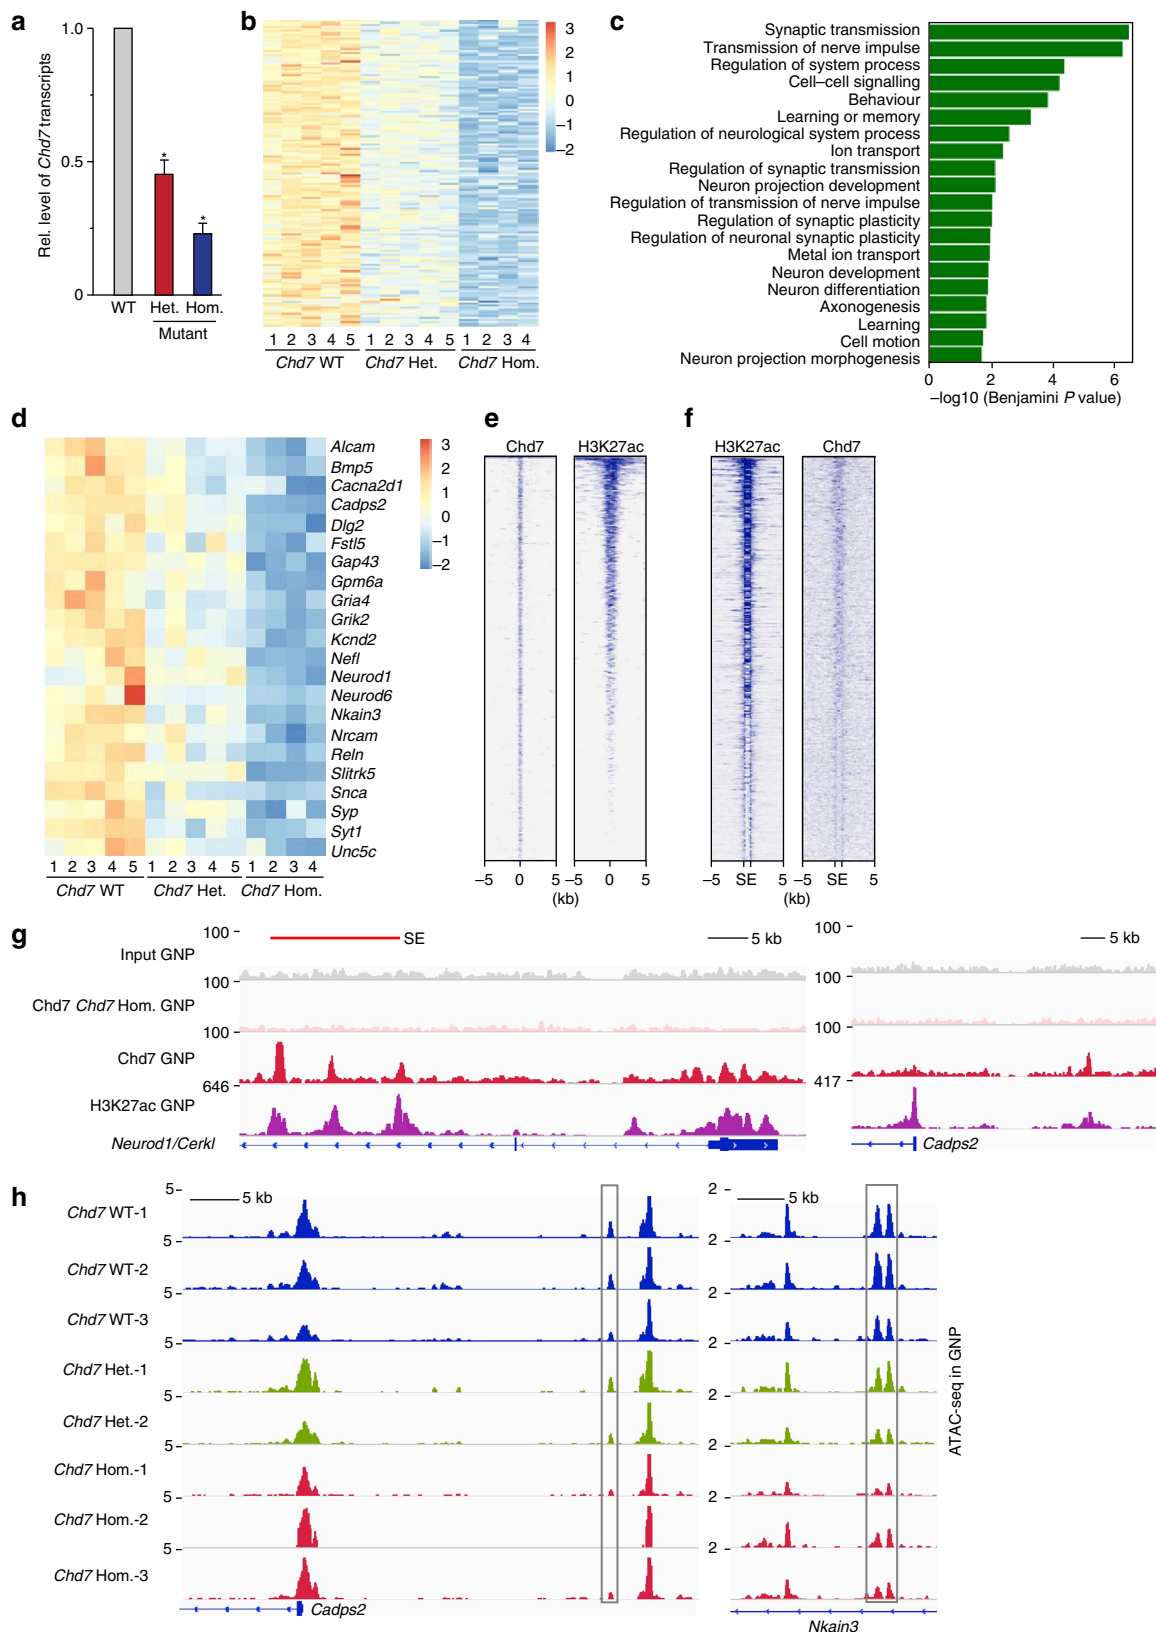 a
Rel. level of Chd7 transcripts
1.0
0.5
0
*
*
WT
Het.
Hom.
Mutant
b
3
2
1
0
−1
−2
1 2 3 4 5 1 2 3 4 5 1 2 3 4
Chd7 WT
Chd7 Het.
Chd7 Hom.
c
Synaptic transmission
Transmission of nerve impulse
Regulation of system process
Cell–cell signalling
Behaviour
Learning or memory
Regulation of neurological system process
Ion transport
Regulation of synaptic transmission
Neuron projection development
Regulation of transmission of nerve impulse
Regulation of synaptic plasticity
Regulation of neuronal synaptic plasticity
Metal ion transport
Neuron development
Neuron differentiation
Axonogenesis
Learning
Cell motion
Neuron projection morphogenesis
0 2 4 6
−log10 (Benjamini P value)
d
Alcam
Bmp5
Cacna2d1
Cadps2
Dlg2
Fstl5
Gap43
Gpm6a
Gria4
Grik2
Kcnd2
Nefl
Neurod1
Neurod6
Nkain3
Nrcam
Reln
Slitrk5
Snca
Syp
Syt1
Unc5c
3
2
1
0
−1
−2
1 2 3 4 5 1 2 3 4 5 1 2 3 4
Chd7 WT
Chd7 Het.
Chd7 Hom.
e
Chd7
H3K27ac
−5 0 5
−5 0 5
(kb)
f
H3K27ac
Chd7
−5 SE 5
−5 SE 5
(kb)
g
100
SE
5 kb
100
5 kb
Input GNP
100
100
Chd7 Chd7 Hom. GNP
100
100
Chd7 GNP
646
417
H3K27ac GNP
Neurod1/Cerkl
Cadps2
h
5
5 kb
2
5 kb
Chd7 WT-1
5
2
Chd7 WT-2
5
2
Chd7 WT-3
5
2
Chd7 Het.-1
5
2
Chd7 Het.-2
5
2
Chd7 Hom.-1
5
2
Chd7 Hom.-2
5
2
Chd7 Hom.-3
Cadps2
Nkain3
ATAC-seq in GNP